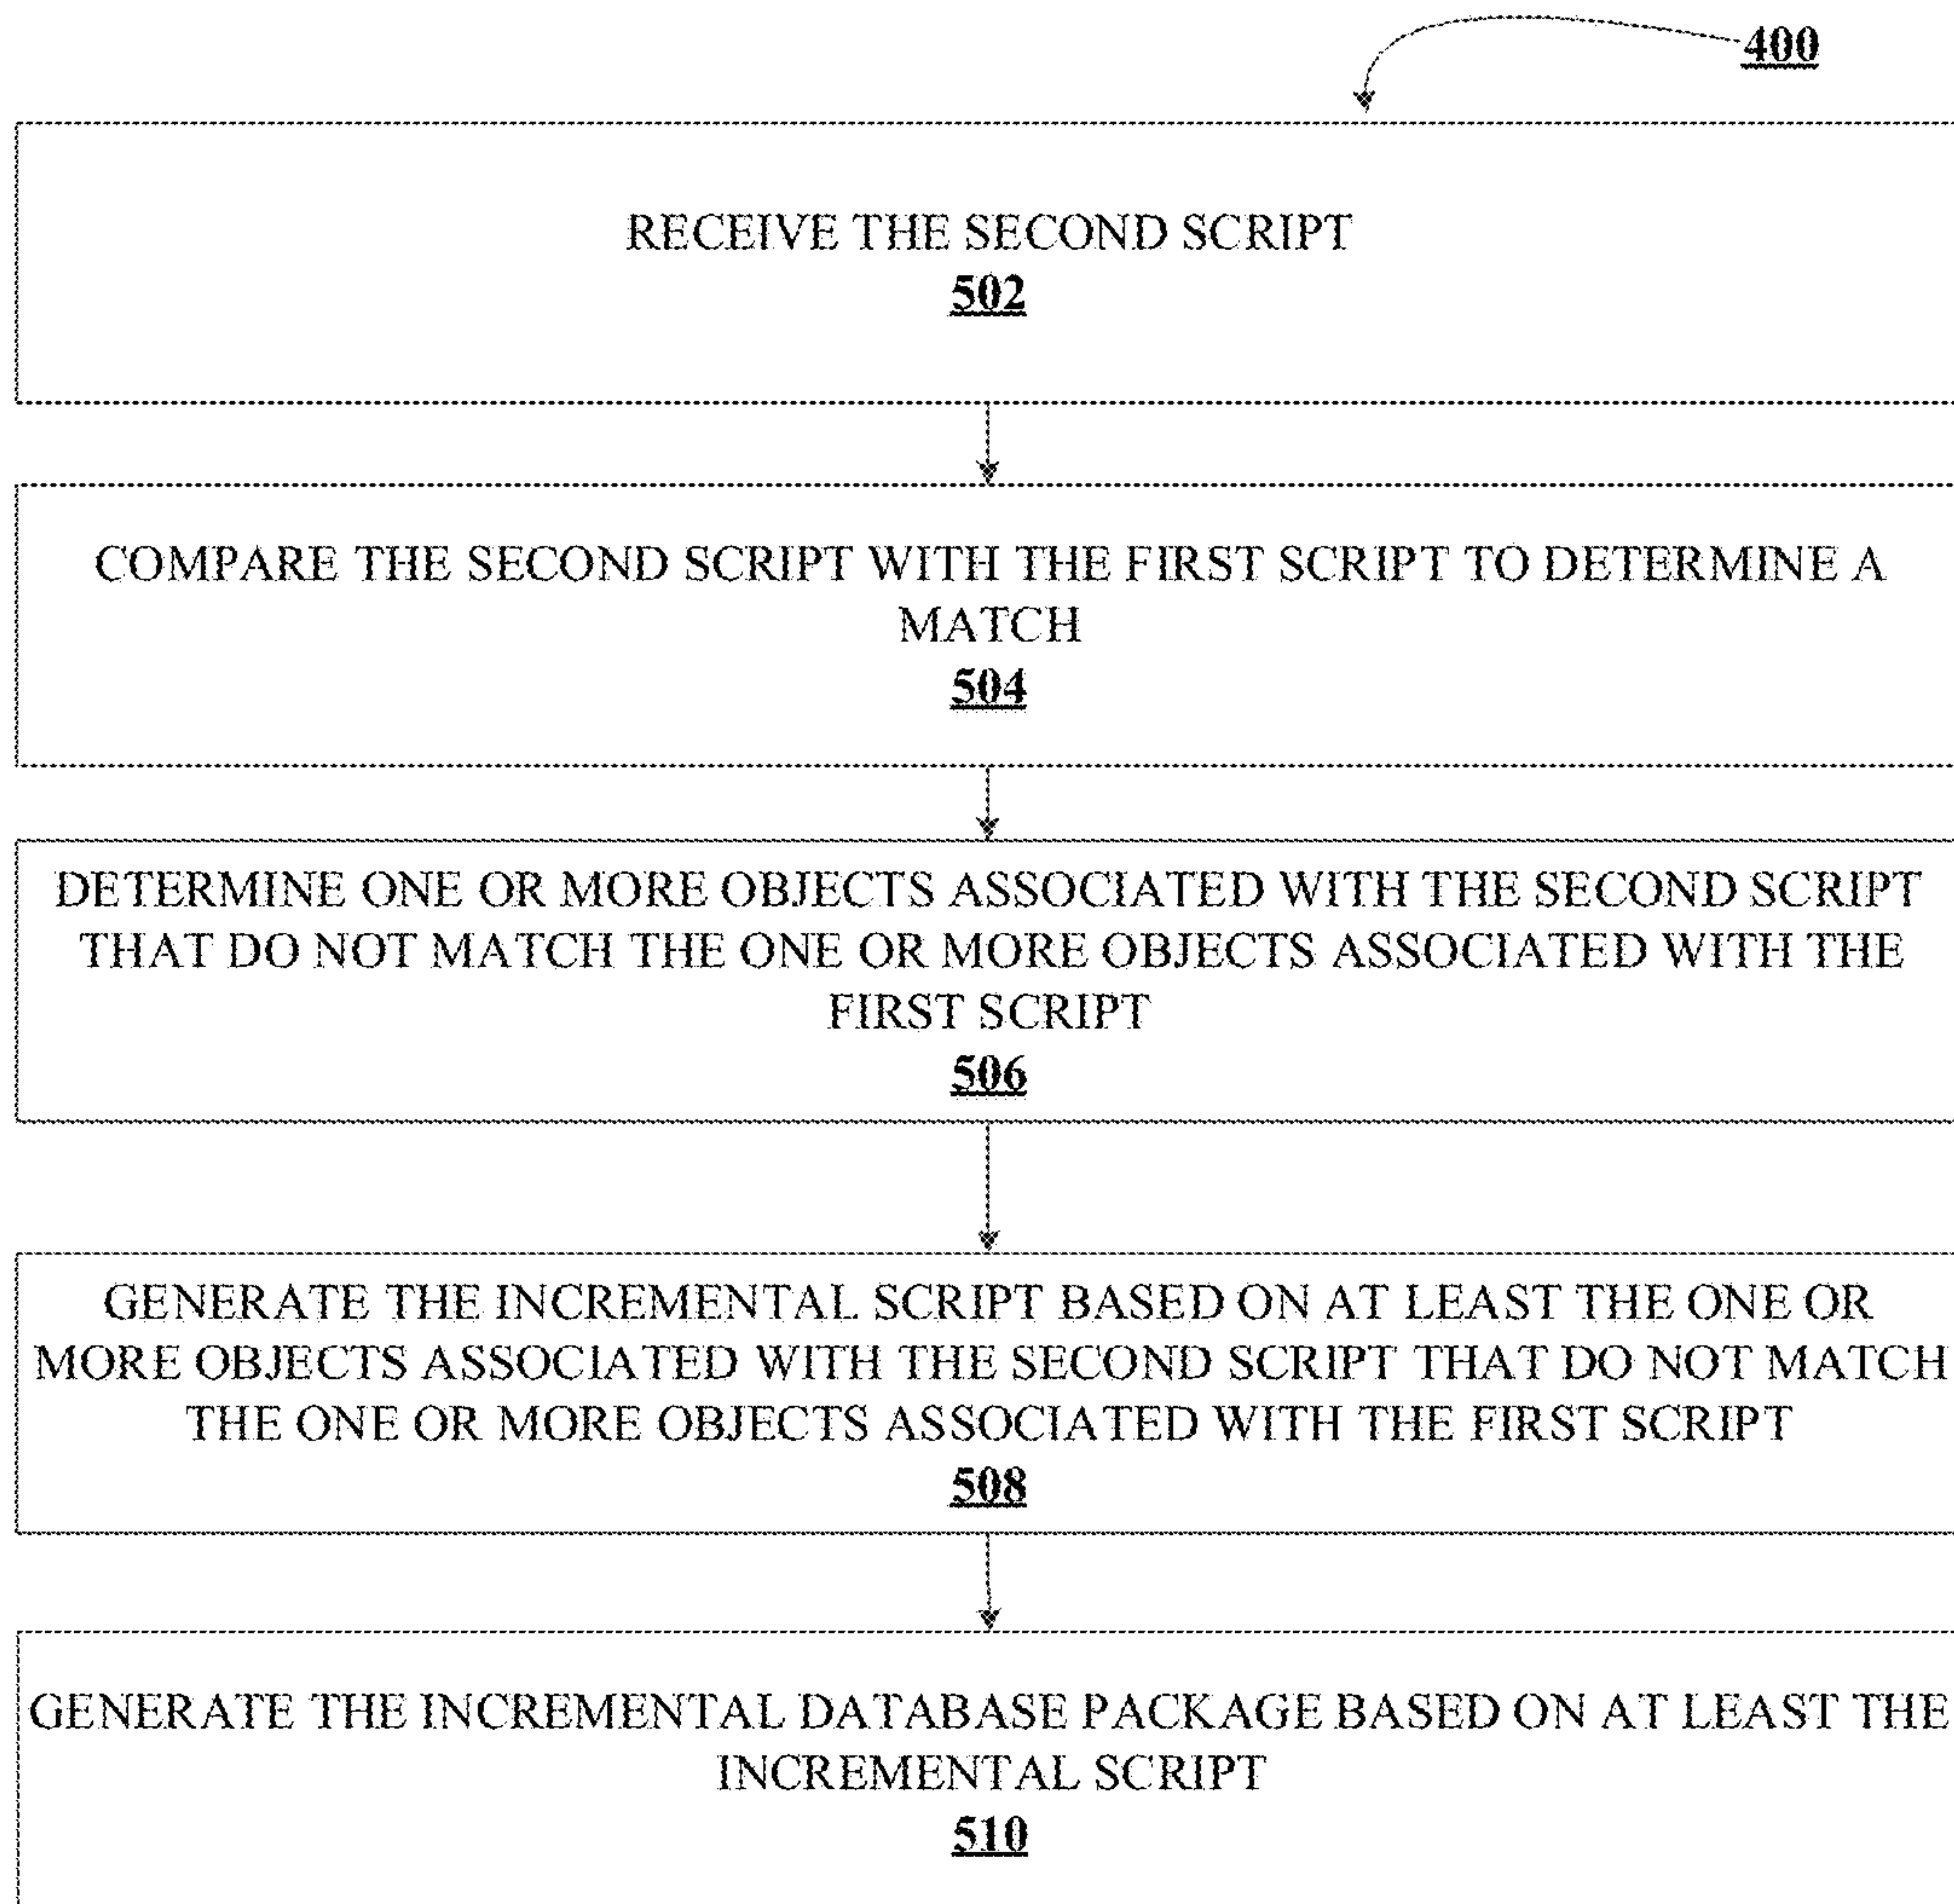 400
RECEIVE THE SECOND SCRIPT
502
COMPARE THE SECOND SCRIPT WITH THE FIRST SCRIPT TO DETERMINE A
MATCH
504
DETERMINE ONE OR MORE OBJECTS ASSOCIATED WITH THE SECOND SCRIPT
THAT DO NOT MATCH THE ONE OR MORE OBJECTS ASSOCIATED WITH THE
FIRST SCRIPT
506
GENERATE THE INCREMENTAL SCRIPT BASED ON AT LEAST THE ONE OR
MORE OBJECTS ASSOCIATED WITH THE SECOND SCRIPT THAT DO NOT MATCH
THE ONE OR MORE OBJECTS ASSOCIATED WITH THE FIRST SCRIPT
508
GENERATE THE INCREMENTAL DATABASE PACKAGE BASED ON AT LEAST THE
INCREMENTAL SCRIPT
510